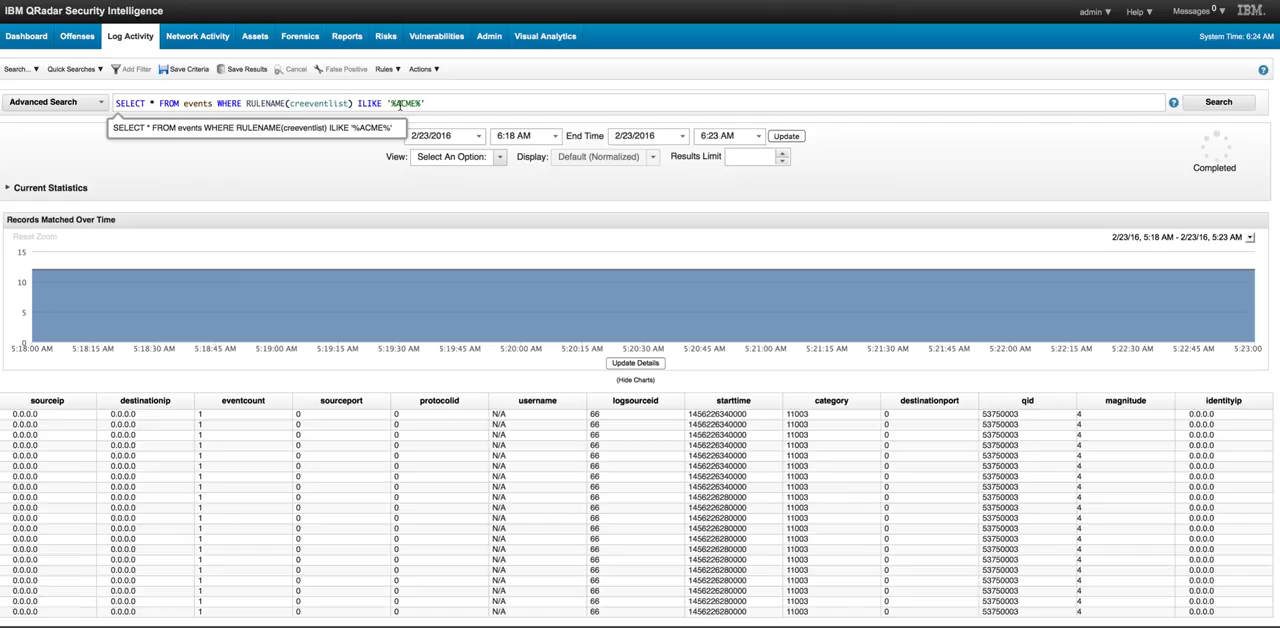 IBM QRadar Security Intelligence
admin ▼ Help ▼ Messages 0 ▼ IBM.
Dashboard Offenses Log Activity Network Activity Assets Forensics Reports Risks Vulnerabilities Admin Visual Analytics System Time: 6:24 AM
Search... ▼ Quick Searches ▼ Add Filter Save Criteria Save Results Cancel False Positive Rules ▼ Actions ▼ ?
Advanced Search SELECT * FROM events WHERE RULENAME(creeventlist) ILIKE '%ACME%' ? Search
SELECT * FROM events WHERE RULENAME(creeventlist) ILIKE '%ACME%'
2/23/2016 6:18 AM End Time 2/23/2016 6:23 AM Update
View: Select An Option: Display: Default (Normalized) Results Limit
Completed
Current Statistics
Records Matched Over Time
Reset Zoom 2/23/16, 5:18 AM - 2/23/16, 5:23 AM
15
10
5
0
5:18:00 AM 5:18:15 AM 5:18:30 AM 5:18:45 AM 5:19:00 AM 5:19:15 AM 5:19:30 AM 5:19:45 AM 5:20:00 AM 5:20:15 AM 5:20:30 AM 5:20:45 AM 5:21:00 AM 5:21:15 AM 5:21:30 AM 5:21:45 AM 5:22:00 AM 5:22:15 AM 5:22:30 AM 5:22:45 AM 5:23:00
Update Details
(Hide Charts)
sourceip destinationip eventcount sourceport protocolid username logsourceid starttime category destinationport qid magnitude identityip
0.0.0.0 0.0.0.0 1 0 0 N/A 66 1456226340000 11003 0 53750003 4 0.0.0.0
0.0.0.0 0.0.0.0 1 0 0 N/A 66 1456226340000 11003 0 53750003 4 0.0.0.0
0.0.0.0 0.0.0.0 1 0 0 N/A 66 1456226340000 11003 0 53750003 4 0.0.0.0
0.0.0.0 0.0.0.0 1 0 0 N/A 66 1456226340000 11003 0 53750003 4 0.0.0.0
0.0.0.0 0.0.0.0 1 0 0 N/A 66 1456226340000 11003 0 53750003 4 0.0.0.0
0.0.0.0 0.0.0.0 1 0 0 N/A 66 1456226340000 11003 0 53750003 4 0.0.0.0
0.0.0.0 0.0.0.0 1 0 0 N/A 66 1456226340000 11003 0 53750003 4 0.0.0.0
0.0.0.0 0.0.0.0 1 0 0 N/A 66 1456226340000 11003 0 53750003 4 0.0.0.0
0.0.0.0 0.0.0.0 1 0 0 N/A 66 1456226280000 11003 0 53750003 4 0.0.0.0
0.0.0.0 0.0.0.0 1 0 0 N/A 66 1456226280000 11003 0 53750003 4 0.0.0.0
0.0.0.0 0.0.0.0 1 0 0 N/A 66 1456226280000 11003 0 53750003 4 0.0.0.0
0.0.0.0 0.0.0.0 1 0 0 N/A 66 1456226280000 11003 0 53750003 4 0.0.0.0
0.0.0.0 0.0.0.0 1 0 0 N/A 66 1456226280000 11003 0 53750003 4 0.0.0.0
0.0.0.0 0.0.0.0 1 0 0 N/A 66 1456226280000 11003 0 53750003 4 0.0.0.0
0.0.0.0 0.0.0.0 1 0 0 N/A 66 1456226280000 11003 0 53750003 4 0.0.0.0
0.0.0.0 0.0.0.0 1 0 0 N/A 66 1456226280000 11003 0 53750003 4 0.0.0.0
0.0.0.0 0.0.0.0 1 0 0 N/A 66 1456226280000 11003 0 53750003 4 0.0.0.0
0.0.0.0 0.0.0.0 1 0 0 N/A 66 1456226280000 11003 0 53750003 4 0.0.0.0
0.0.0.0 0.0.0.0 1 0 0 N/A 66 1456226280000 11003 0 53750003 4 0.0.0.0
0.0.0.0 0.0.0.0 1 0 0 N/A 66 1456226280000 11003 0 53750003 4 0.0.0.0